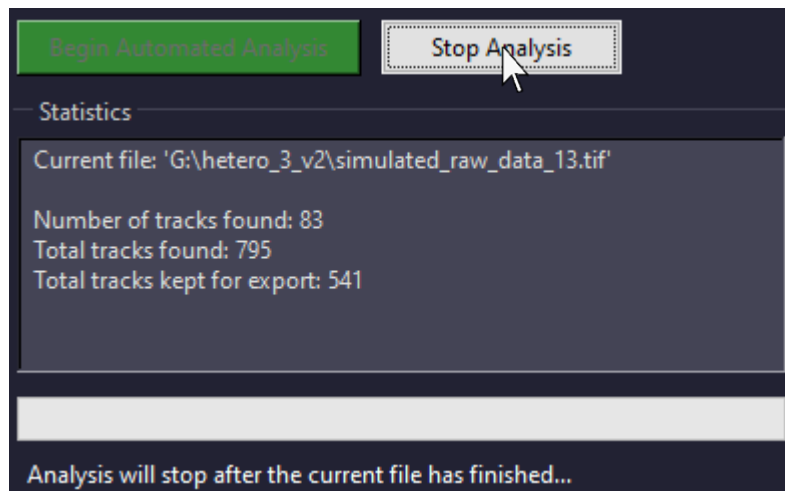 Begin Automated Analysis
Stop Analysis
Statistics
Current file: 'G:\hetero_3_v2\simulated_raw_data_13.tif'
Number of tracks found: 83
Total tracks found: 795
Total tracks kept for export: 541
Analysis will stop after the current file has finished...